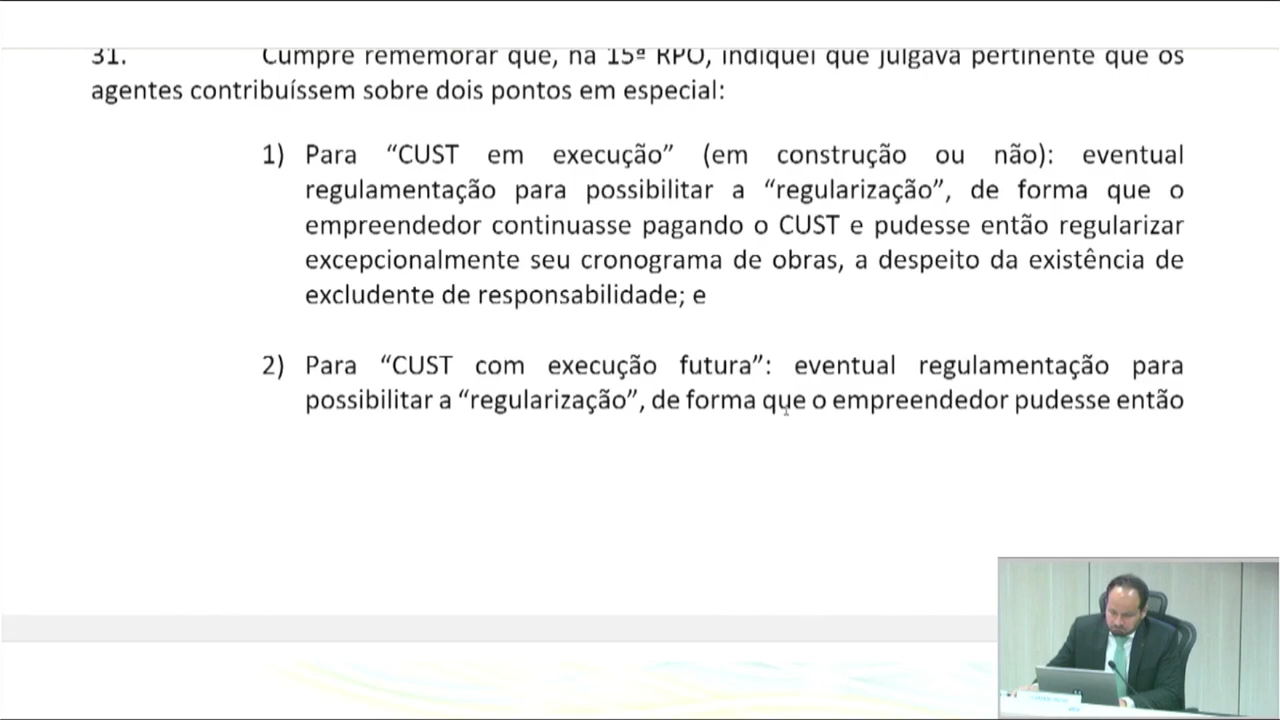 31. Cumpre rememorar que, na 15ª RPO, indiquei que julgava pertinente que os
agentes contribuíssem sobre dois pontos em especial:
1) Para “CUST em execução” (em construção ou não): eventual
regulamentação para possibilitar a “regularização”, de forma que o
empreendedor continuasse pagando o CUST e pudesse então regularizar
excepcionalmente seu cronograma de obras, a despeito da existência de
excludente de responsabilidade; e
2) Para “CUST com execução futura”: eventual regulamentação para
possibilitar a “regularização”, de forma que o empreendedor pudesse então